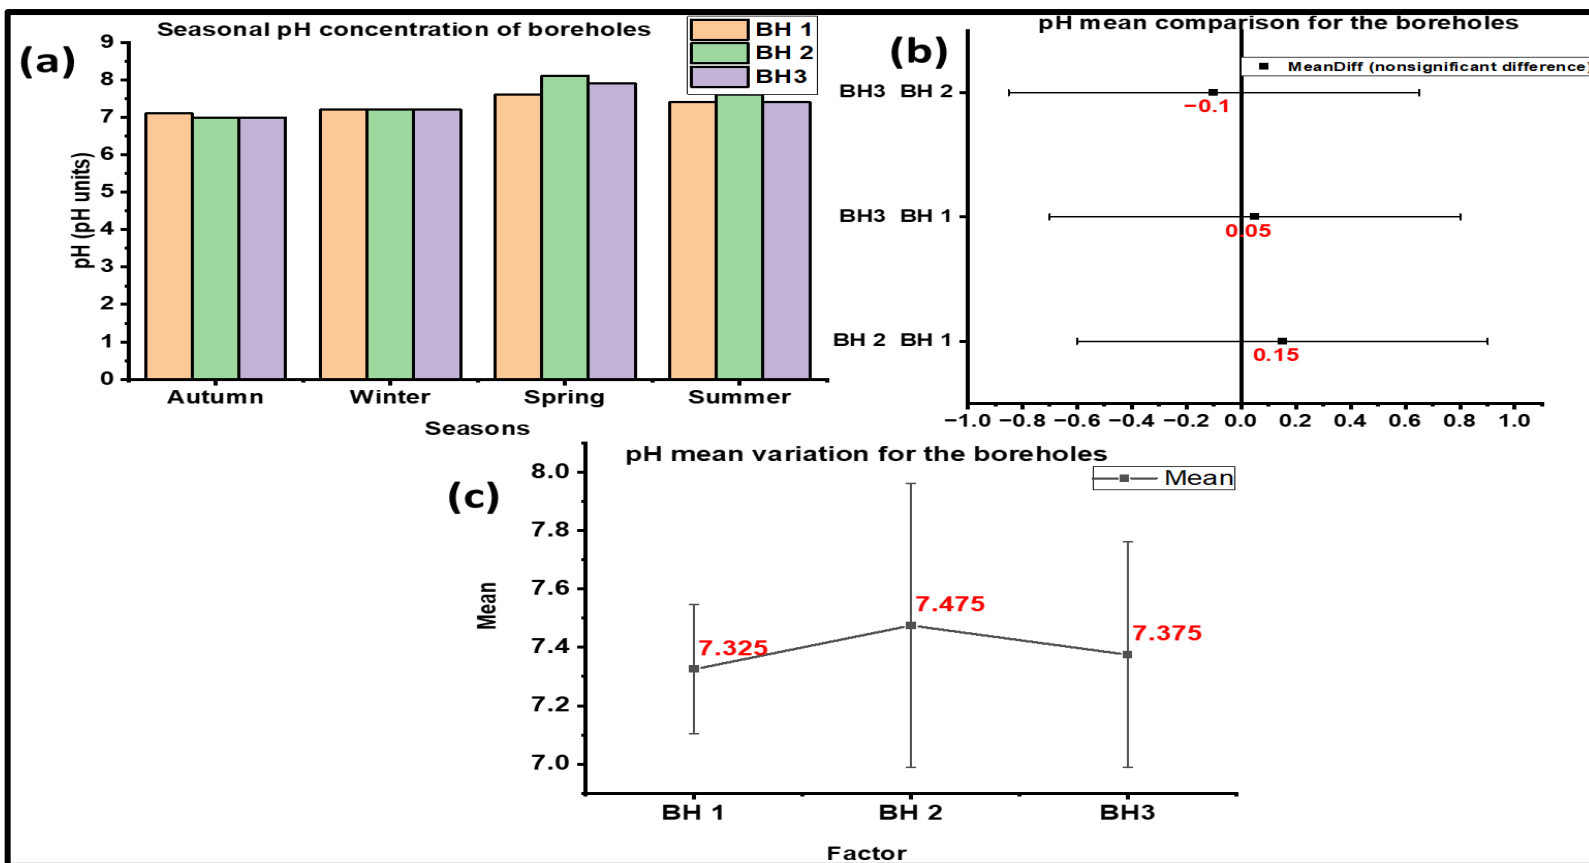 (a)
Seasonal pH concentration of boreholes
BH 1
BH 2
BH3
9
8
7
6
5
4
3
2
1
0
pH (pH units)
Autumn Winter Spring Summer
Seasons
(b)
pH mean comparison for the boreholes
MeanDiff (nonsignificant difference)
BH3 BH 2
−0.1
BH3 BH 1
0.05
BH 2 BH 1
0.15
−1.0 −0.8 −0.6 −0.4 −0.2 0.0 0.2 0.4 0.6 0.8 1.0
(c)
pH mean variation for the boreholes
Mean
8.0
7.8
7.6
7.4
7.2
7.0
Mean
7.325
7.475
7.375
BH 1 BH 2 BH3
Factor